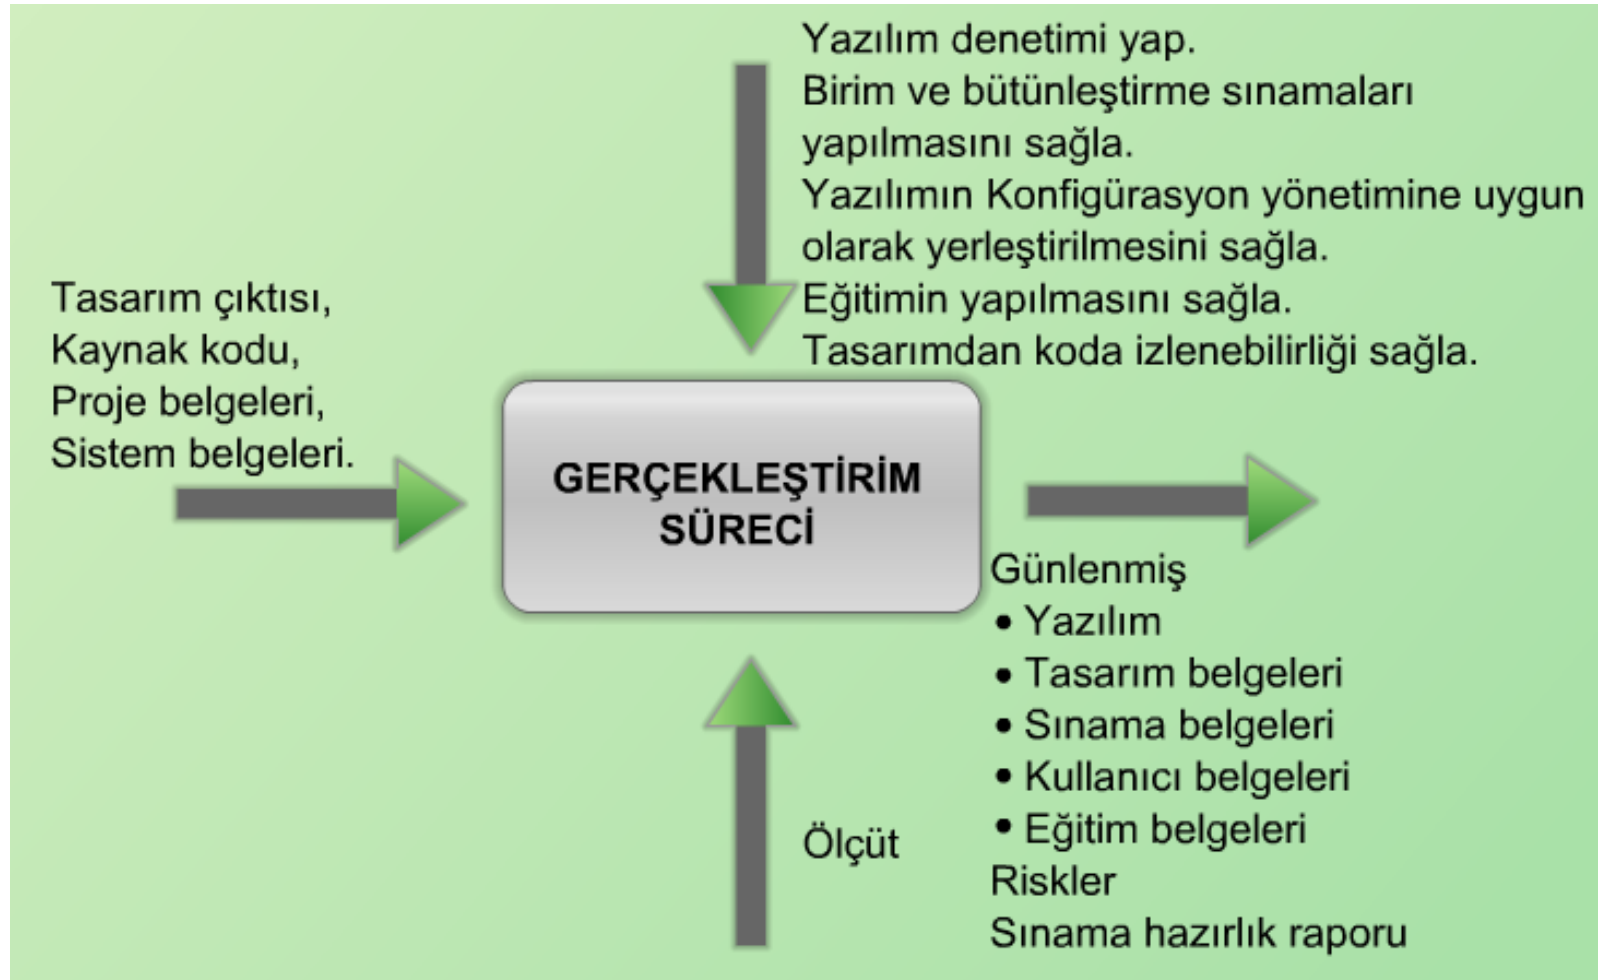 Yazılım denetimi yap.
Birim ve bütünleştirme sınamaları
yapılmasını sağla.
Yazılımın Konfigürasyon yönetimine uygun
olarak yerleştirilmesini sağla.
Eğitimin yapılmasını sağla.
Tasarımdan koda izlenebilirliği sağla.
Tasarım çıktısı,
Kaynak kodu,
Proje belgeleri,
Sistem belgeleri.
GERÇEKLEŞTİRİM
SÜRECİ
Günlenmiş
• Yazılım
• Tasarım belgeleri
• Sınama belgeleri
• Kullanıcı belgeleri
• Eğitim belgeleri
Riskler
Sınama hazırlık raporu
Ölçüt